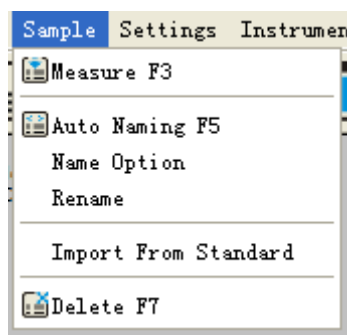 Sample Settings Instrumen
Measure F3
Auto Naming F5
Name Option
Rename
Import From Standard
Delete F7